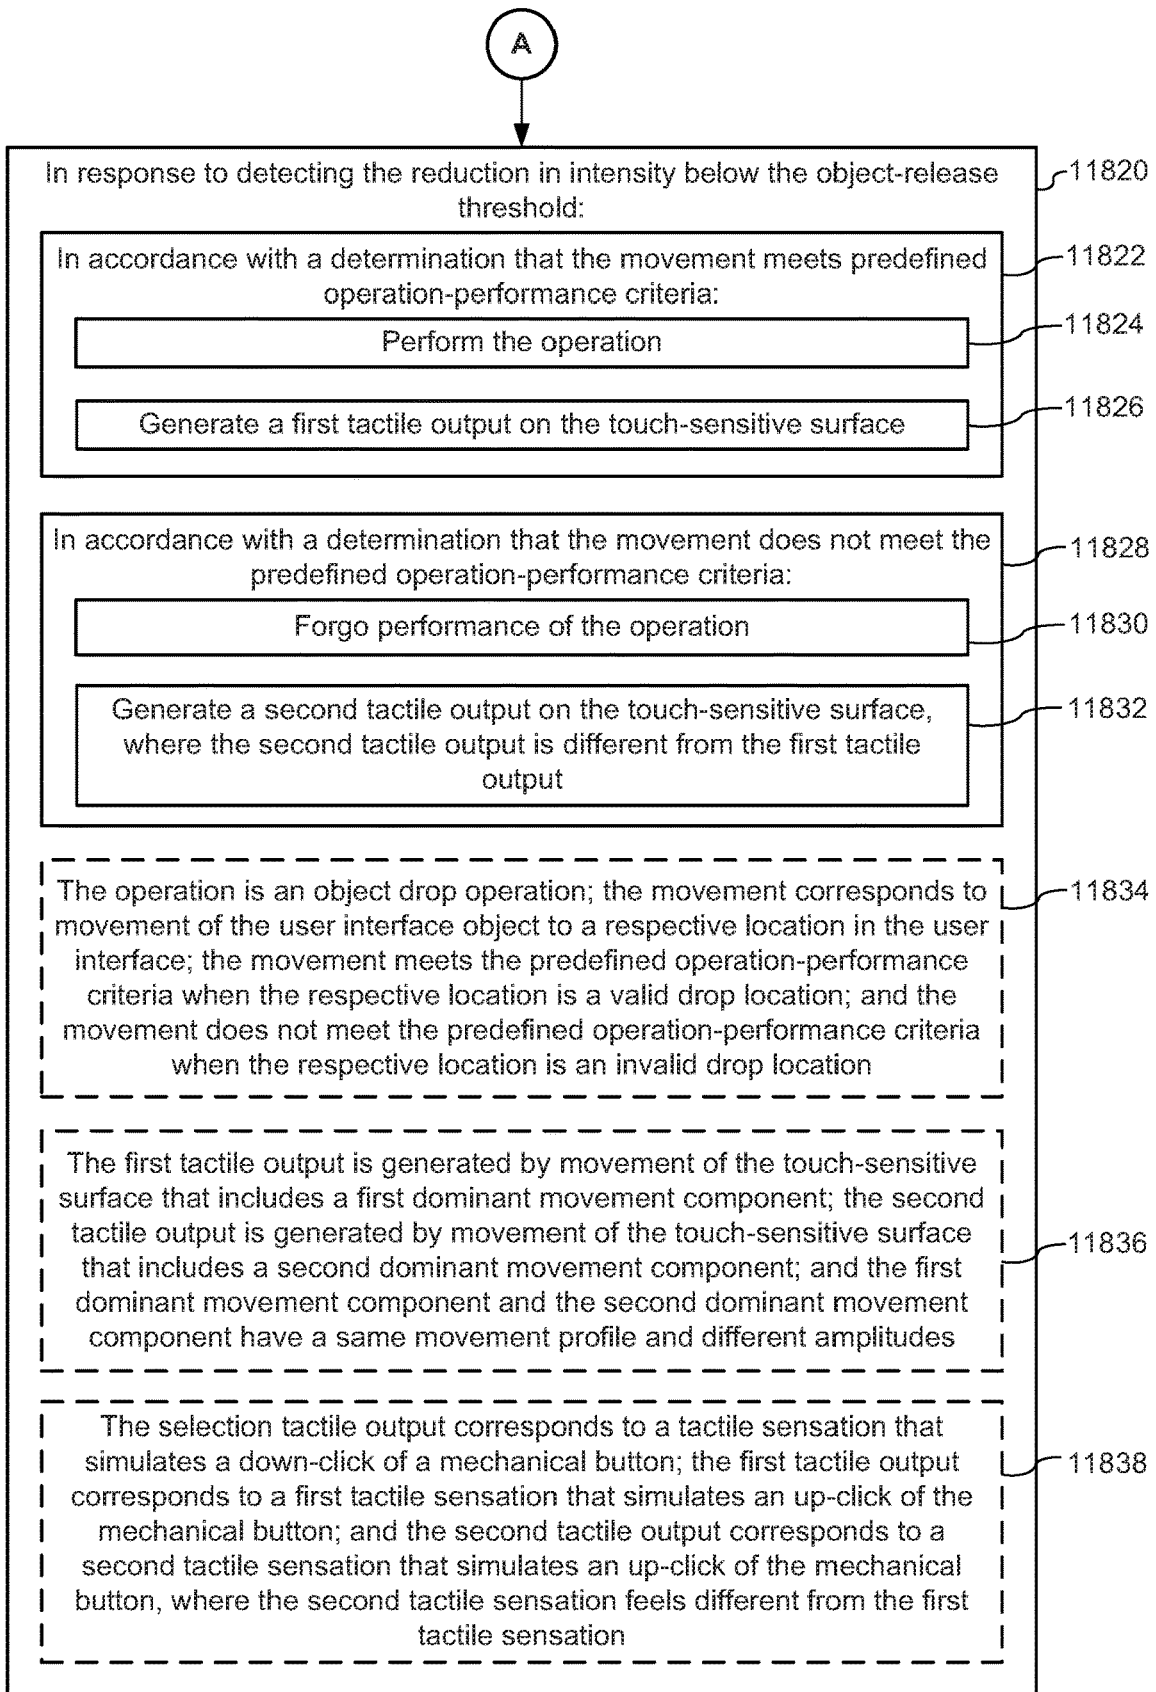 A
In response to detecting the reduction in intensity below the object-release
threshold:
11820
In accordance with a determination that the movement meets predefined
operation-performance criteria:
11822
Perform the operation
11824
Generate a first tactile output on the touch-sensitive surface
11826
In accordance with a determination that the movement does not meet the
predefined operation-performance criteria:
11828
Forgo performance of the operation
11830
Generate a second tactile output on the touch-sensitive surface,
where the second tactile output is different from the first tactile
output
11832
The operation is an object drop operation; the movement corresponds to
movement of the user interface object to a respective location in the user
interface; the movement meets the predefined operation-performance
criteria when the respective location is a valid drop location; and the
movement does not meet the predefined operation-performance criteria
when the respective location is an invalid drop location
11834
The first tactile output is generated by movement of the touch-sensitive
surface that includes a first dominant movement component; the second
tactile output is generated by movement of the touch-sensitive surface
that includes a second dominant movement component; and the first
dominant movement component and the second dominant movement
component have a same movement profile and different amplitudes
11836
The selection tactile output corresponds to a tactile sensation that
simulates a down-click of a mechanical button; the first tactile output
corresponds to a first tactile sensation that simulates an up-click of the
mechanical button; and the second tactile output corresponds to a
second tactile sensation that simulates an up-click of the mechanical
button, where the second tactile sensation feels different from the first
tactile sensation
11838